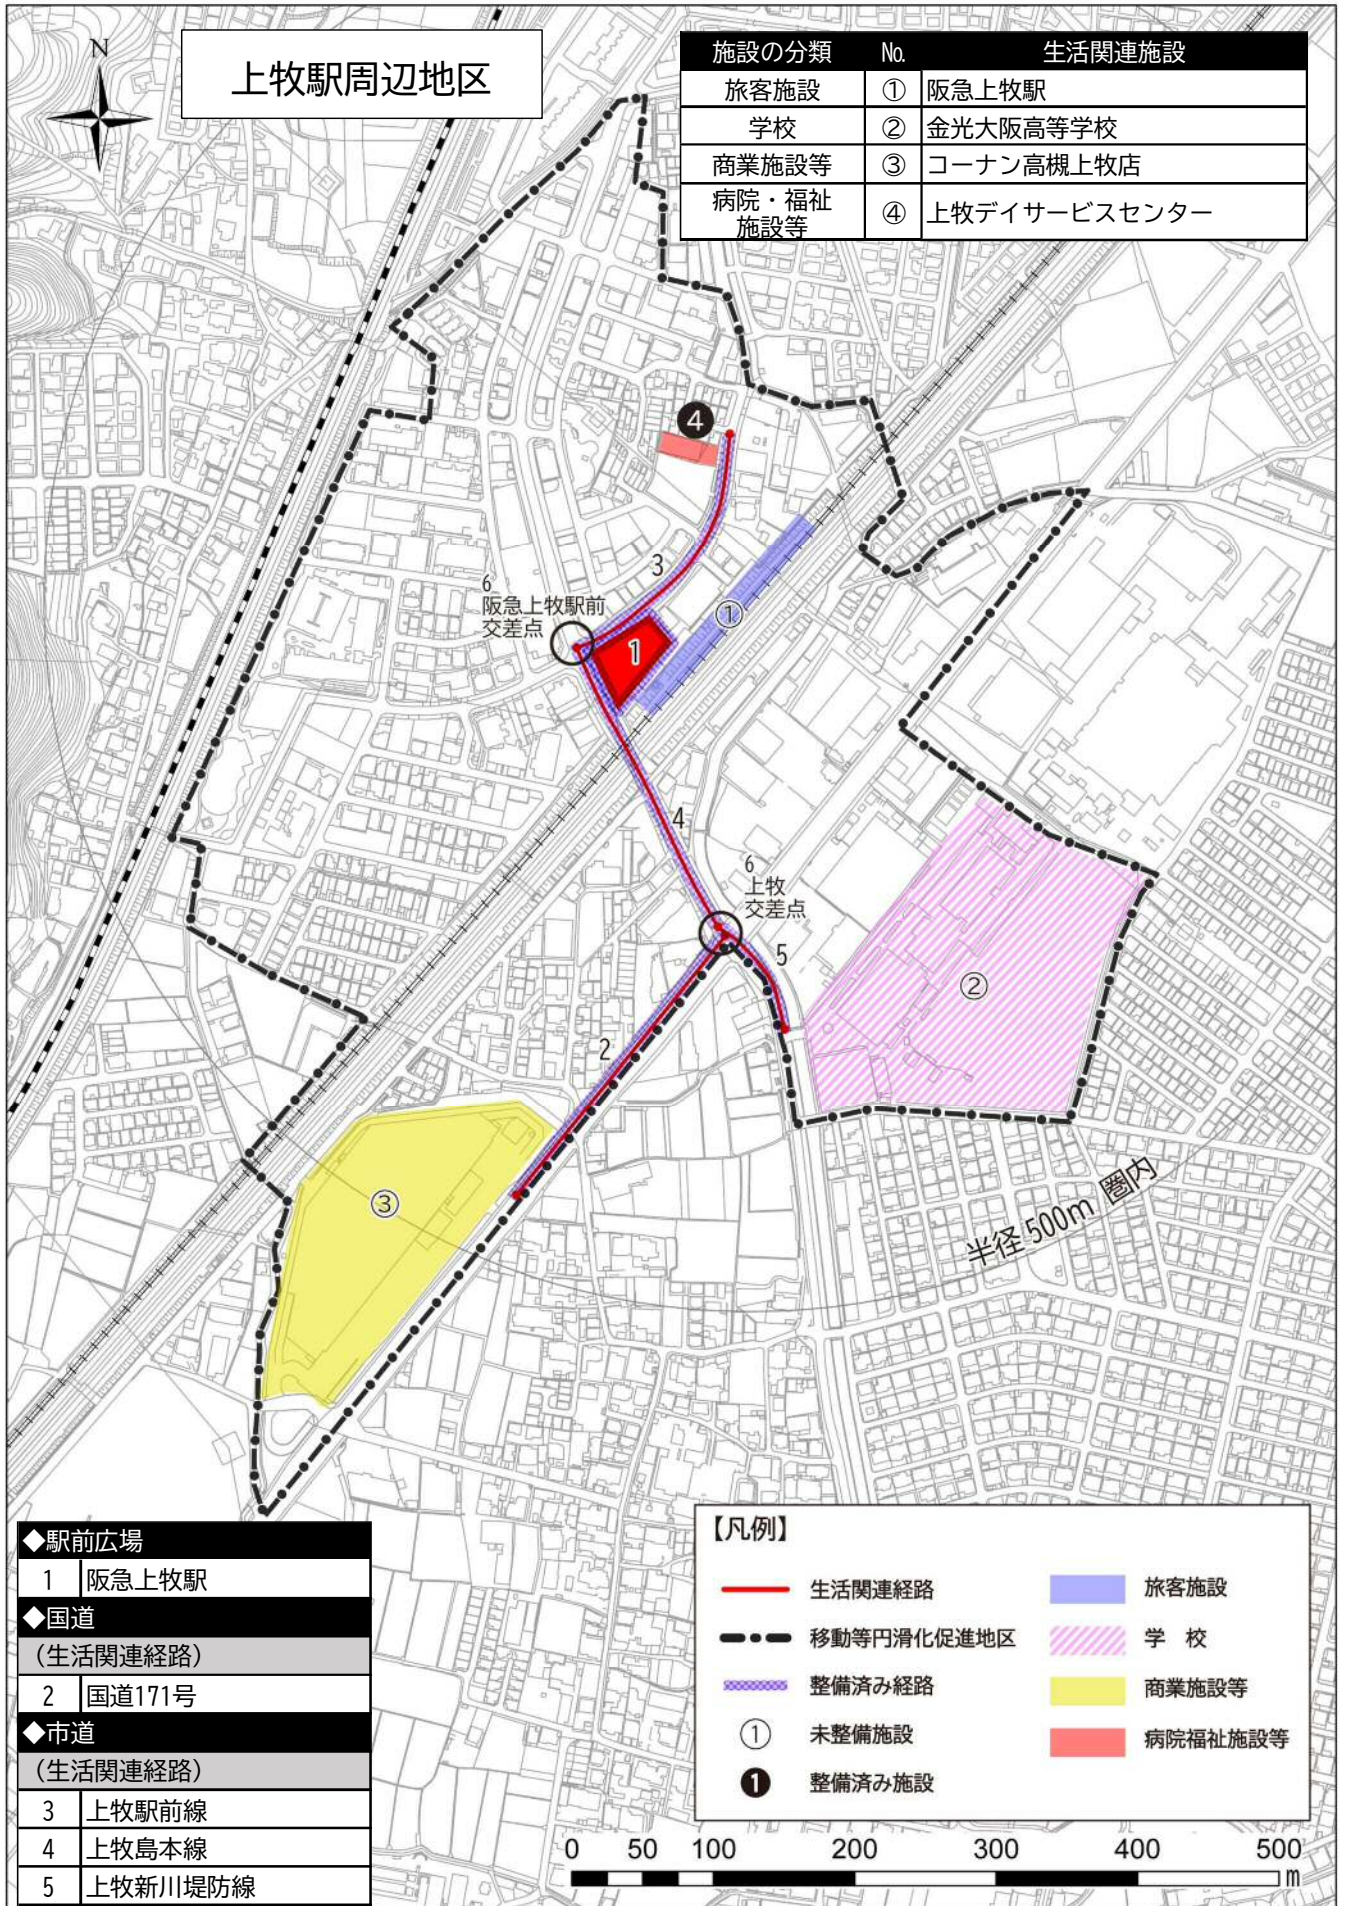 N
上牧駅周辺地区
施設の分類 No. 生活関連施設
旅客施設 ① 阪急上牧駅
学校 ② 金光大阪高等学校
商業施設等 ③ コーナン高槻上牧店
病院・福祉
施設等 ④ 上牧デイサービスセンター
❹
3
①
6
阪急上牧駅前
交差点
1
4
6
上牧
交差点
5
②
2
③
半径500m 圏内
◆駅前広場
1 阪急上牧駅
◆国道
（生活関連経路）
2 国道171号
◆市道
（生活関連経路）
3 上牧駅前線
4 上牧島本線
5 上牧新川堤防線
【凡例】
生活関連経路
移動等円滑化促進地区
整備済み経路
① 未整備施設
❶ 整備済み施設
旅客施設
学 校
商業施設等
病院福祉施設等
0 50 100 200 300 400 500
m